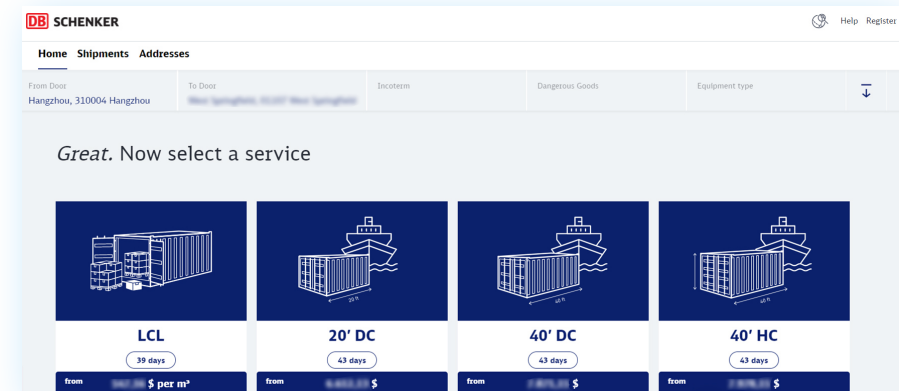 DB SCHENKER
Help Register
Home Shipments Addresses
From Door To Door Incoterm Dangerous Goods Equipment type
Hangzhou, 310004 Hangzhou
Great. Now select a service
20 ft 40 ft 40 ft
LCL 20' DC 40' DC 40' HC
39 days 43 days 43 days 43 days
from $ per m³ from $ from $ from $